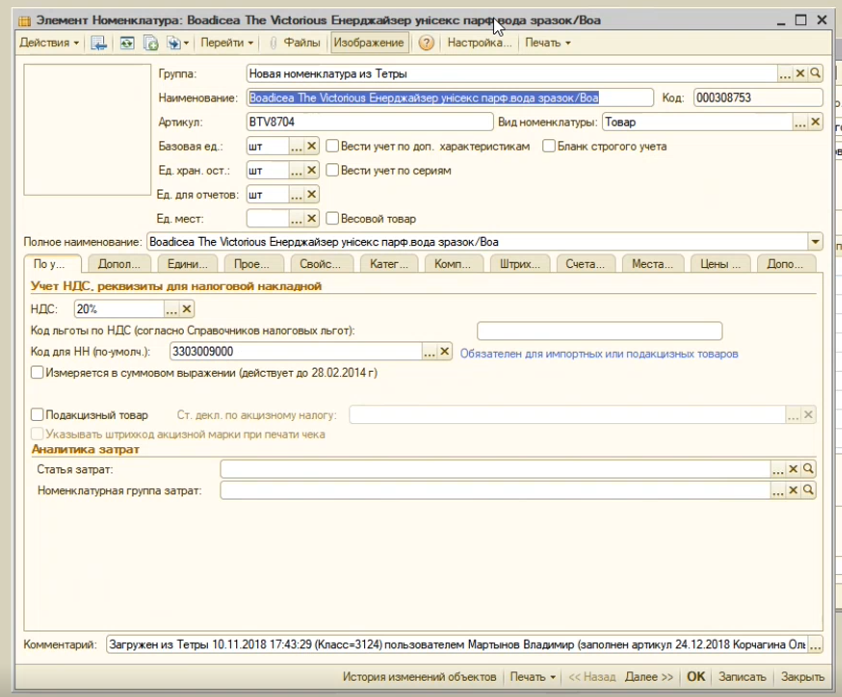 Элемент Номенклатура: Boadicea The Victorious Енерджайзер унісекс парф.вода зразок/Боа
Действия Перейти Файлы Изображение Настройка... Печать
Группа: Новая номенклатура из Тетры
Наименование: Boadicea The Victorious Енерджайзер унісекс парф.вода зразок/Боа Код: 000308753
Артикул: BTV8704 Вид номенклатуры: Товар
Базовая ед.: шт Вести учет по доп. характеристикам Бланк строгого учета
Ед. хран. ост.: шт Вести учет по сериям
Ед. для отчетов: шт
Ед. мест: Весовой товар
Полное наименование: Boadicea The Victorious Енерджайзер унісекс парф.вода зразок/Боа
По у... Допол... Едини... Прое... Свойс... Катег... Комп... Штрих... Счета... Места... Цены ... Допо...
Учет НДС, реквизиты для налоговой накладной
НДС: 20%
Код льготы по НДС (согласно Справочников налоговых льгот):
Код для НН (по-умолч.): 3303009000 Обязателен для импортных или подакцизных товаров
Измеряется в суммовом выражении (действует до 28.02.2014 г)
Подакцизный товар Ст. декл. по акцизному налогу:
Указывать штрихкод акцизной марки при печати чека
Аналитика затрат
Статья затрат:
Номенклатурная группа затрат:
Комментарий: Загружен из Тетры 10.11.2018 17:43:29 (Класс=3124) пользователем Мартынов Владимир (заполнен артикул 24.12.2018 Корчагина Оль
История изменений объектов Печать << Назад Далее >> OK Записать Закрыть